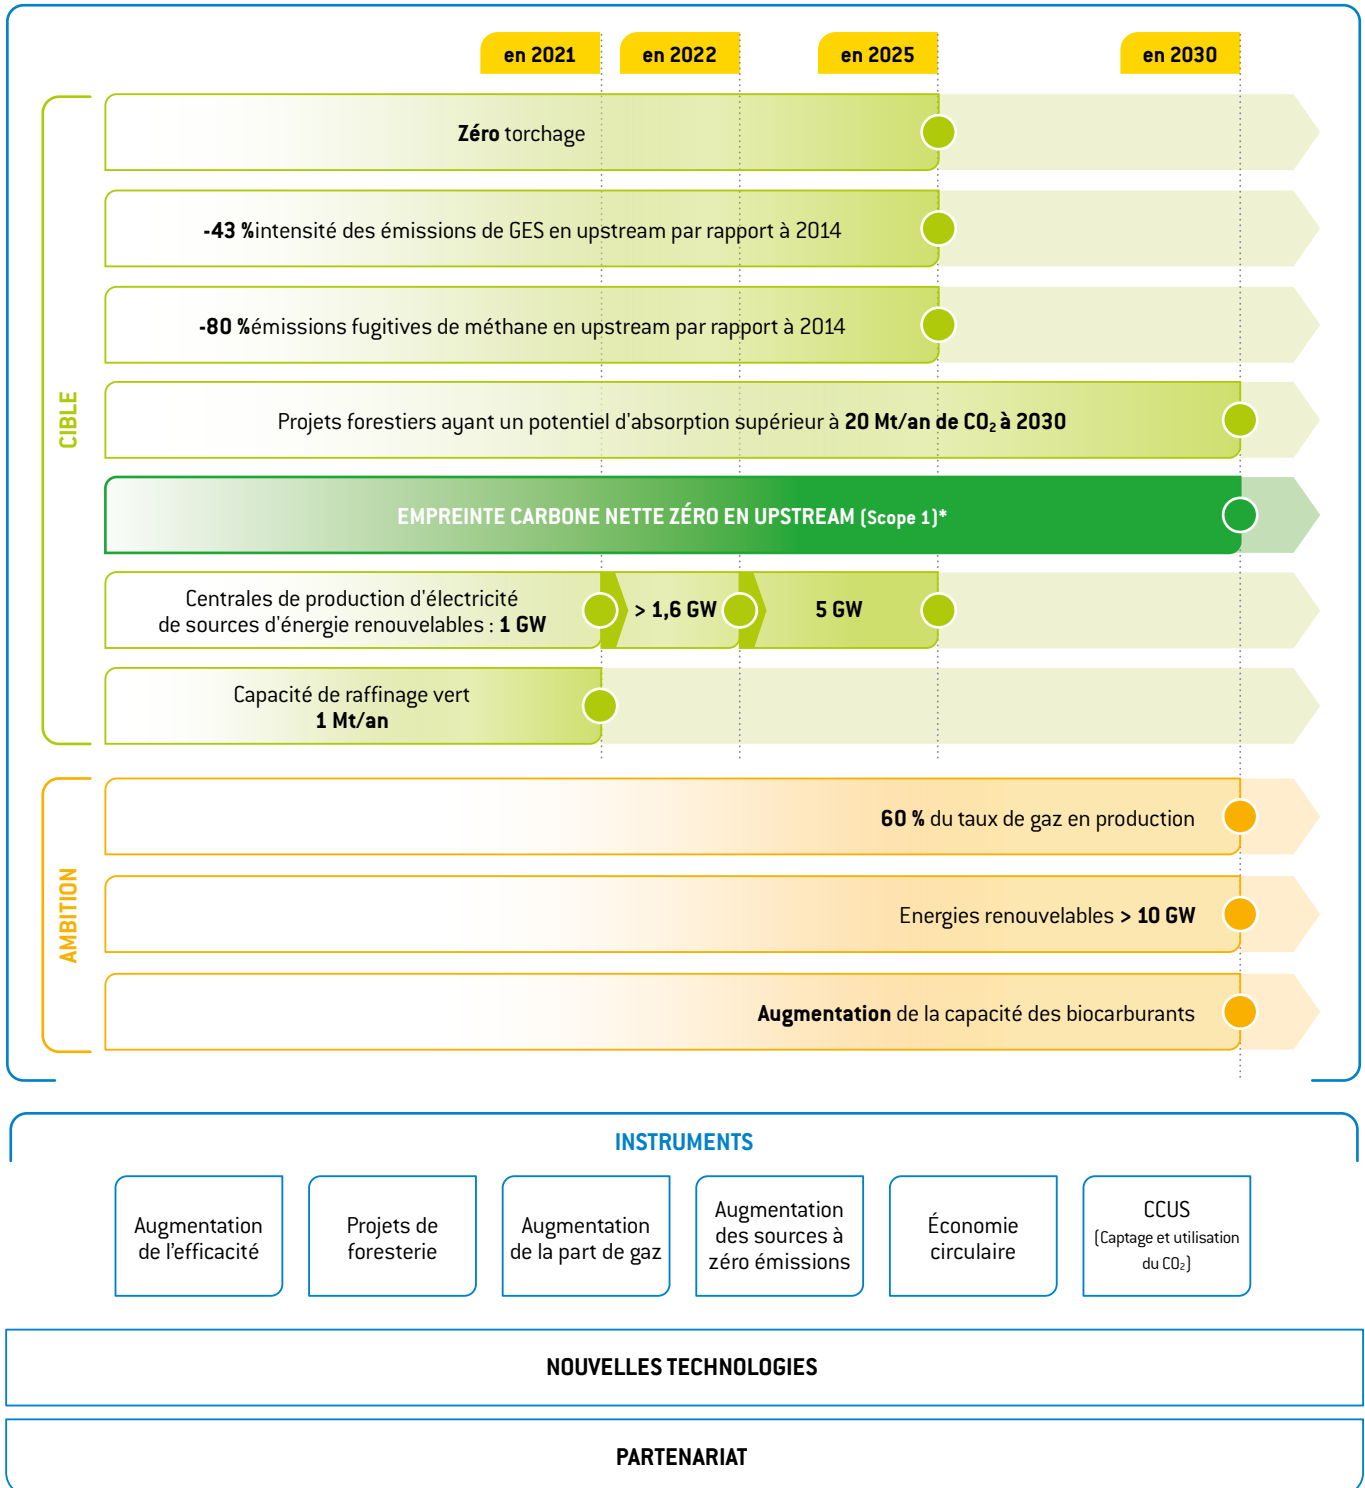 en 2021
en 2022
en 2025
en 2030
CIBLE
Zéro torchage
-43 %intensité des émissions de GES en upstream par rapport à 2014
-80 %émissions fugitives de méthane en upstream par rapport à 2014
Projets forestiers ayant un potentiel d'absorption supérieur à 20 Mt/an de CO₂ à 2030
EMPREINTE CARBONE NETTE ZÉRO EN UPSTREAM (Scope 1)*
Centrales de production d'électricité
de sources d'énergie renouvelables : 1 GW
> 1,6 GW
5 GW
Capacité de raffinage vert
1 Mt/an
AMBITION
60 % du taux de gaz en production
Energies renouvelables > 10 GW
Augmentation de la capacité des biocarburants
INSTRUMENTS
Augmentation
de l'efficacité
Projets de
foresterie
Augmentation
de la part de gaz
Augmentation
des sources à
zéro émissions
Économie
circulaire
CCUS
(Captage et utilisation
du CO₂)
NOUVELLES TECHNOLOGIES
PARTENARIAT